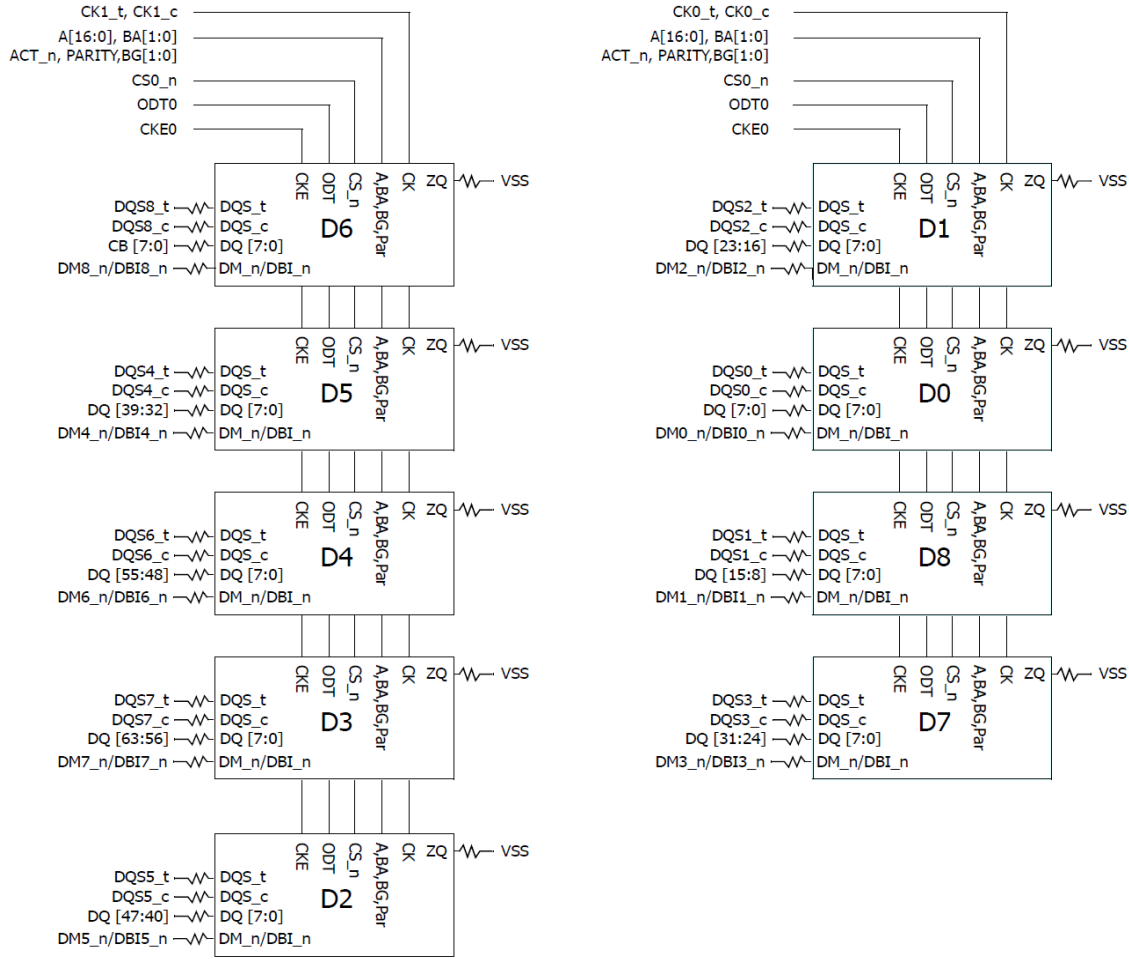 CK1_t, CK1_c
A[16:0], BA[1:0]
ACT_n, PARITY,BG[1:0]
CS0_n
ODT0
CKE0
CKE
ODT
CS_n
A,BA,BG,Par
CK
ZQ
VSS
DQS8_t
DQS_t
DQS8_c
DQS_c
CB [7:0]
DQ [7:0]
DM8_n/DBI8_n
DM_n/DBI_n
D6
CKE
ODT
CS_n
A,BA,BG,Par
CK
ZQ
VSS
DQS4_t
DQS_t
DQS4_c
DQS_c
DQ [39:32]
DQ [7:0]
DM4_n/DBI4_n
DM_n/DBI_n
D5
CKE
ODT
CS_n
A,BA,BG,Par
CK
ZQ
VSS
DQS6_t
DQS_t
DQS6_c
DQS_c
DQ [55:48]
DQ [7:0]
DM6_n/DBI6_n
DM_n/DBI_n
D4
CKE
ODT
CS_n
A,BA,BG,Par
CK
ZQ
VSS
DQS7_t
DQS_t
DQS7_c
DQS_c
DQ [63:56]
DQ [7:0]
DM7_n/DBI7_n
DM_n/DBI_n
D3
CKE
ODT
CS_n
A,BA,BG,Par
CK
ZQ
VSS
DQS5_t
DQS_t
DQS5_c
DQS_c
DQ [47:40]
DQ [7:0]
DM5_n/DBI5_n
DM_n/DBI_n
D2
CK0_t, CK0_c
A[16:0], BA[1:0]
ACT_n, PARITY,BG[1:0]
CS0_n
ODT0
CKE0
CKE
ODT
CS_n
A,BA,BG,Par
CK
ZQ
VSS
DQS2_t
DQS_t
DQS2_c
DQS_c
DQ [23:16]
DQ [7:0]
DM2_n/DBI2_n
DM_n/DBI_n
D1
CKE
ODT
CS_n
A,BA,BG,Par
CK
ZQ
VSS
DQS0_t
DQS_t
DQS0_c
DQS_c
DQ [7:0]
DQ [7:0]
DM0_n/DBI0_n
DM_n/DBI_n
D0
CKE
ODT
CS_n
A,BA,BG,Par
CK
ZQ
VSS
DQS1_t
DQS_t
DQS1_c
DQS_c
DQ [15:8]
DQ [7:0]
DM1_n/DBI1_n
DM_n/DBI_n
D8
CKE
ODT
CS_n
A,BA,BG,Par
CK
ZQ
VSS
DQS3_t
DQS_t
DQS3_c
DQS_c
DQ [31:24]
DQ [7:0]
DM3_n/DBI3_n
DM_n/DBI_n
D7